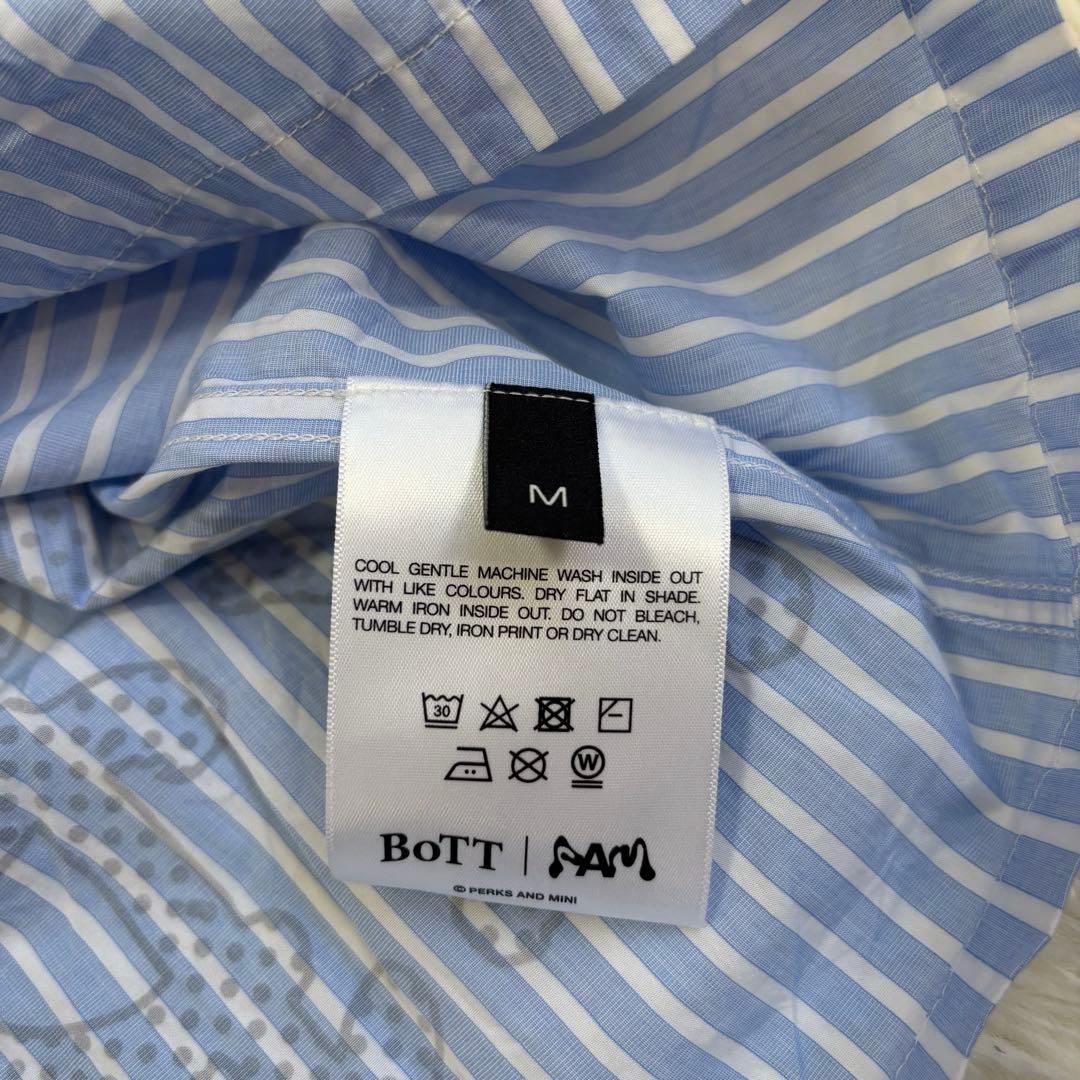 M
COOL GENTLE MACHINE WASH INSIDE OUT
WITH LIKE COLOURS. DRY FLAT IN SHADE.
WARM IRON INSIDE OUT. DO NOT BLEACH,
TUMBLE DRY, IRON PRINT OR DRY CLEAN.
30
W
BoTT | PAM
© PERKS AND MINI